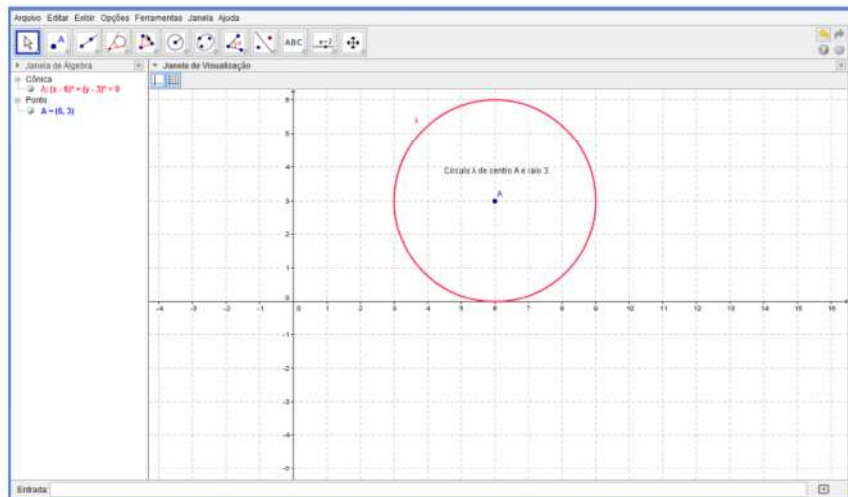 Arquivo Editar Exibir Opções Ferramentas Janela Ajuda
A
ABC
a=2
Janela de Álgebra
Janela de Visualização
Cônica
λ: (x - 6)² + (y - 3)² = 9
Ponto
A = (6, 3)
6
5
4
3
2
1
0
-1
-2
-3
-4
-5
λ
Círculo λ de centro A e raio 3.
A
-4 -3 -2 -1 0 1 2 3 4 5 6 7 8 9 10 11 12 13 14 15 16
Entrada: